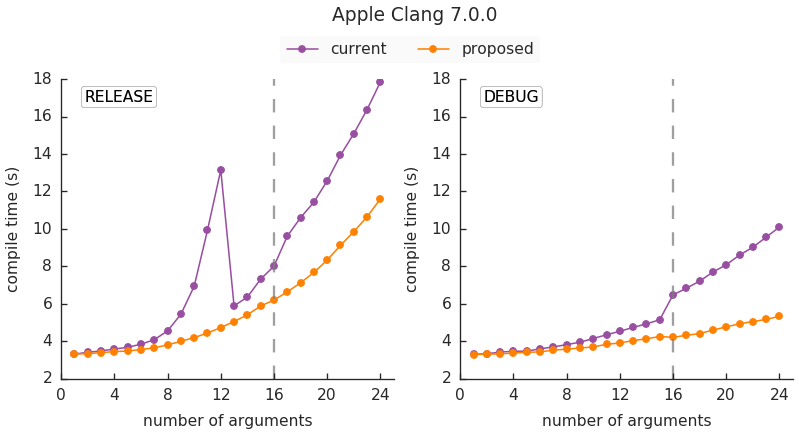 Apple Clang 7.0.0
current proposed
RELEASE
compile time (s)
18
16
14
12
10
8
6
4
2
0 4 8 12 16 20 24
number of arguments
DEBUG
compile time (s)
18
16
14
12
10
8
6
4
2
0 4 8 12 16 20 24
number of arguments